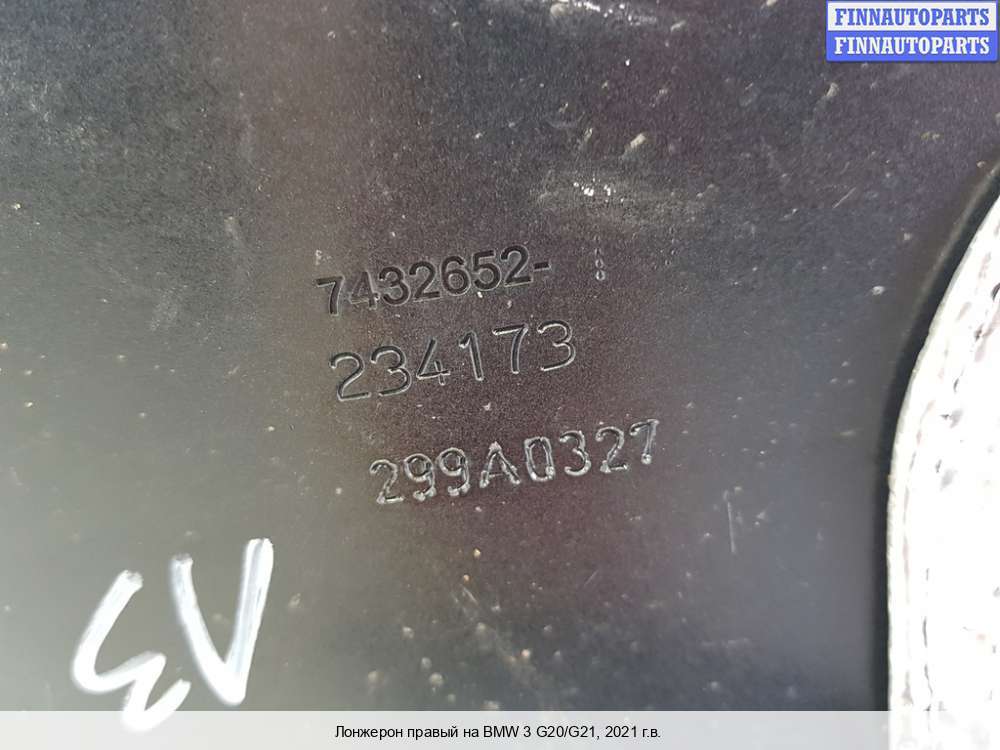 FINNAUTOPARTS
FINNAUTOPARTS
7432652-
234173
299A0327
Лонжерон правый на BMW 3 G20/G21, 2021 г.в.